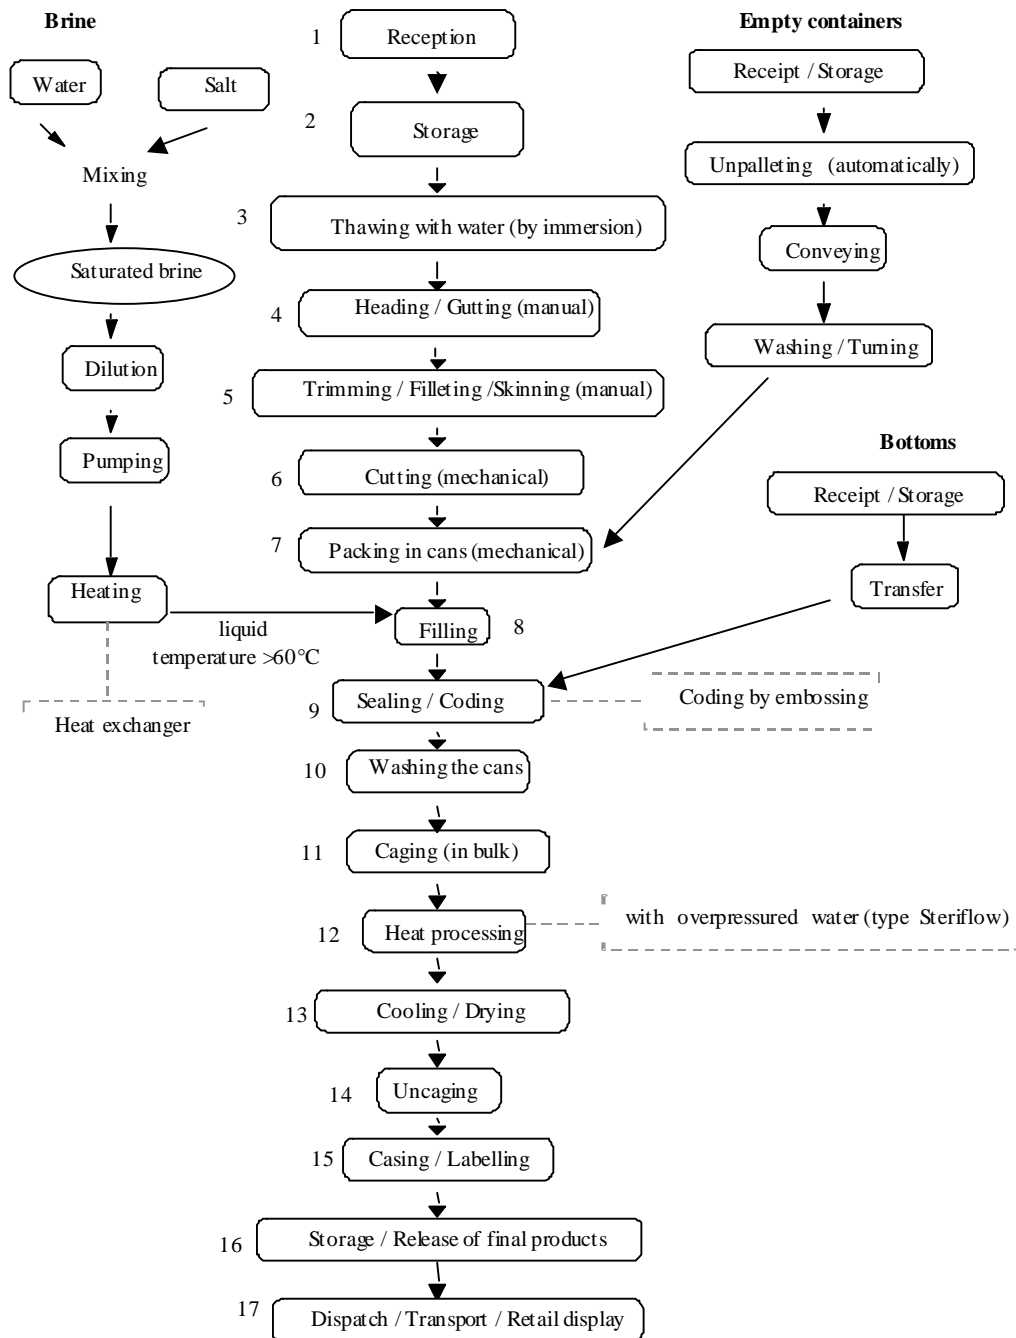 Brine
Empty containers
1
Reception
Receipt / Storage
Water
Salt
2
Storage
Unpalleting (automatically)
Mixing
3
Thawing with water (by immersion)
Conveying
Saturated brine
4
Heading / Gutting (manual)
Washing / Turning
Dilution
5
Trimming / Filleting /Skinning (manual)
Bottoms
Pumping
6
Cutting (mechanical)
Receipt / Storage
7
Packing in cans (mechanical)
Heating
Transfer
liquid
temperature >60°C
Filling
8
Heat exchanger
9
Sealing / Coding
Coding by embossing
10
Washing the cans
11
Caging (in bulk)
12
Heat processing
with overpressured water (type Steriflow)
13
Cooling / Drying
14
Uncaging
15
Casing / Labelling
16
Storage / Release of final products
17
Dispatch / Transport / Retail display